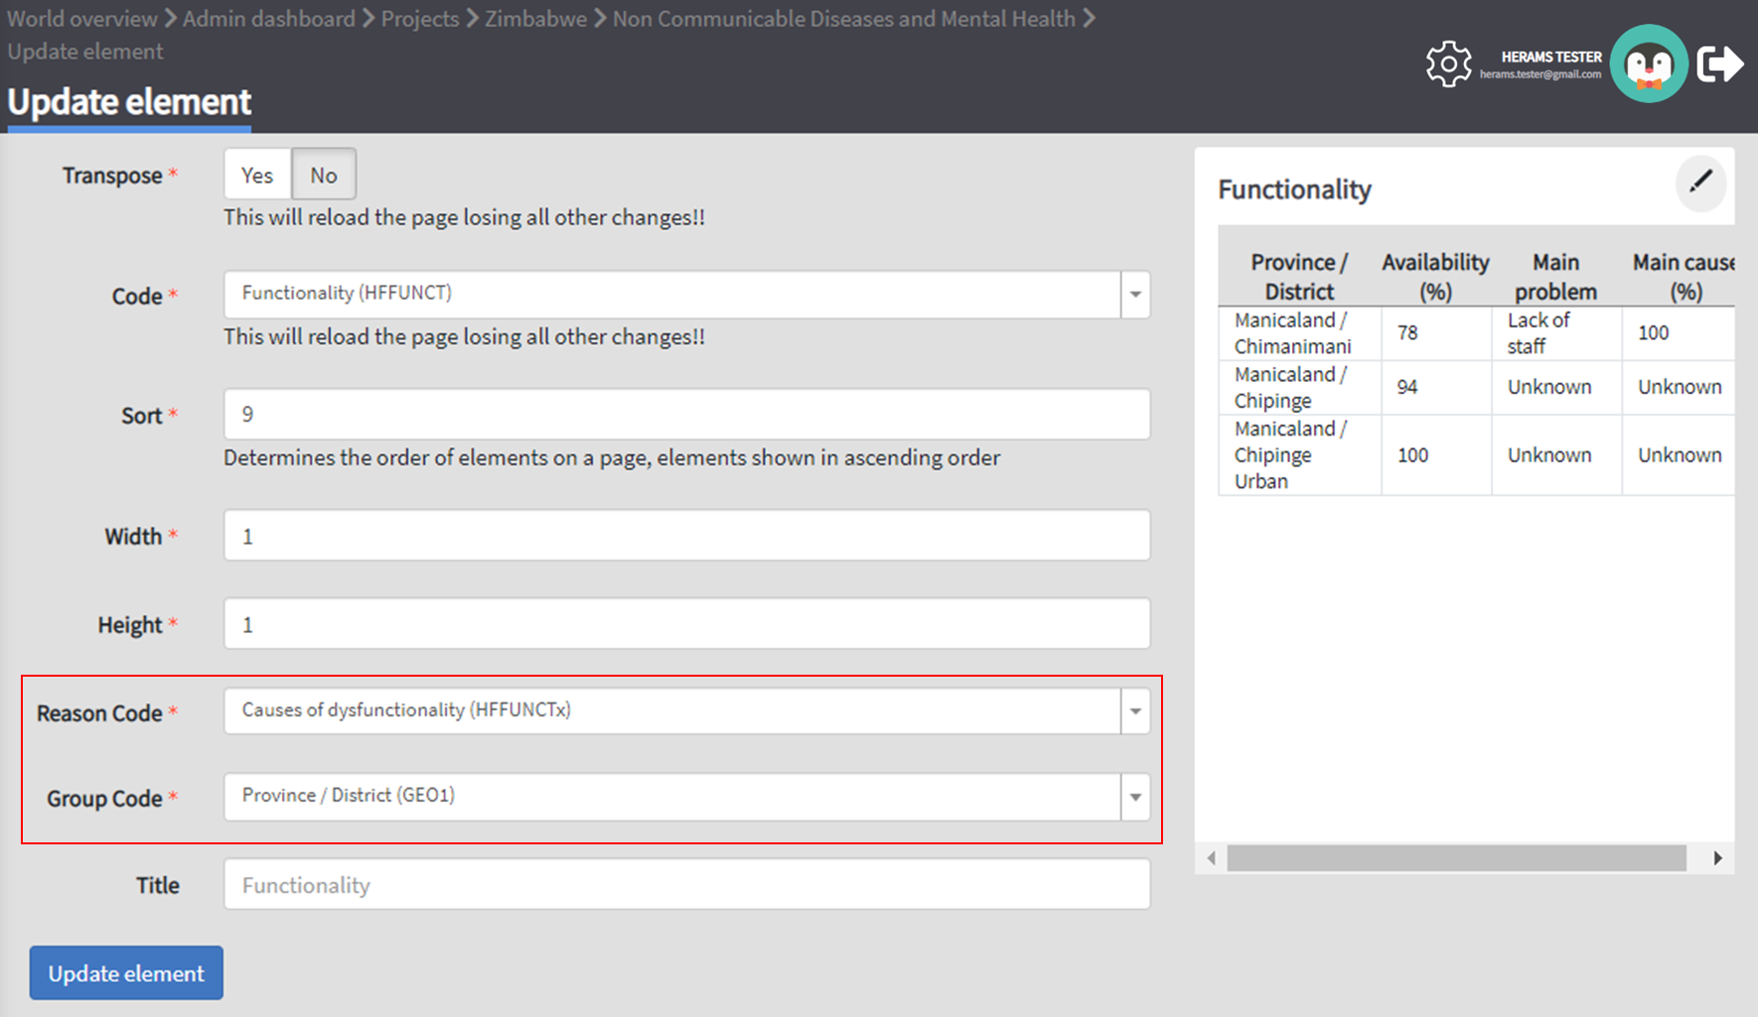 World overview > Admin dashboard > Projects > Zimbabwe > Non Communicable Diseases and Mental Health >
Update element
HERAMS TESTER
herams.tester@gmail.com
Update element
Transpose *
Yes No
This will reload the page losing all other changes!!
Code *
Functionality (HFFUNCT)
This will reload the page losing all other changes!!
Sort *
9
Determines the order of elements on a page, elements shown in ascending order
Width *
1
Height *
1
Reason Code *
Causes of dysfunctionality (HFFUNCTx)
Group Code *
Province / District (GEO1)
Title
Functionality
Update element
Functionality
Province / Availability Main Main cause
District (%) problem (%)
Manicaland / Chimanimani 78 Lack of staff 100
Manicaland / Chipinge 94 Unknown Unknown
Manicaland / Chipinge Urban 100 Unknown Unknown